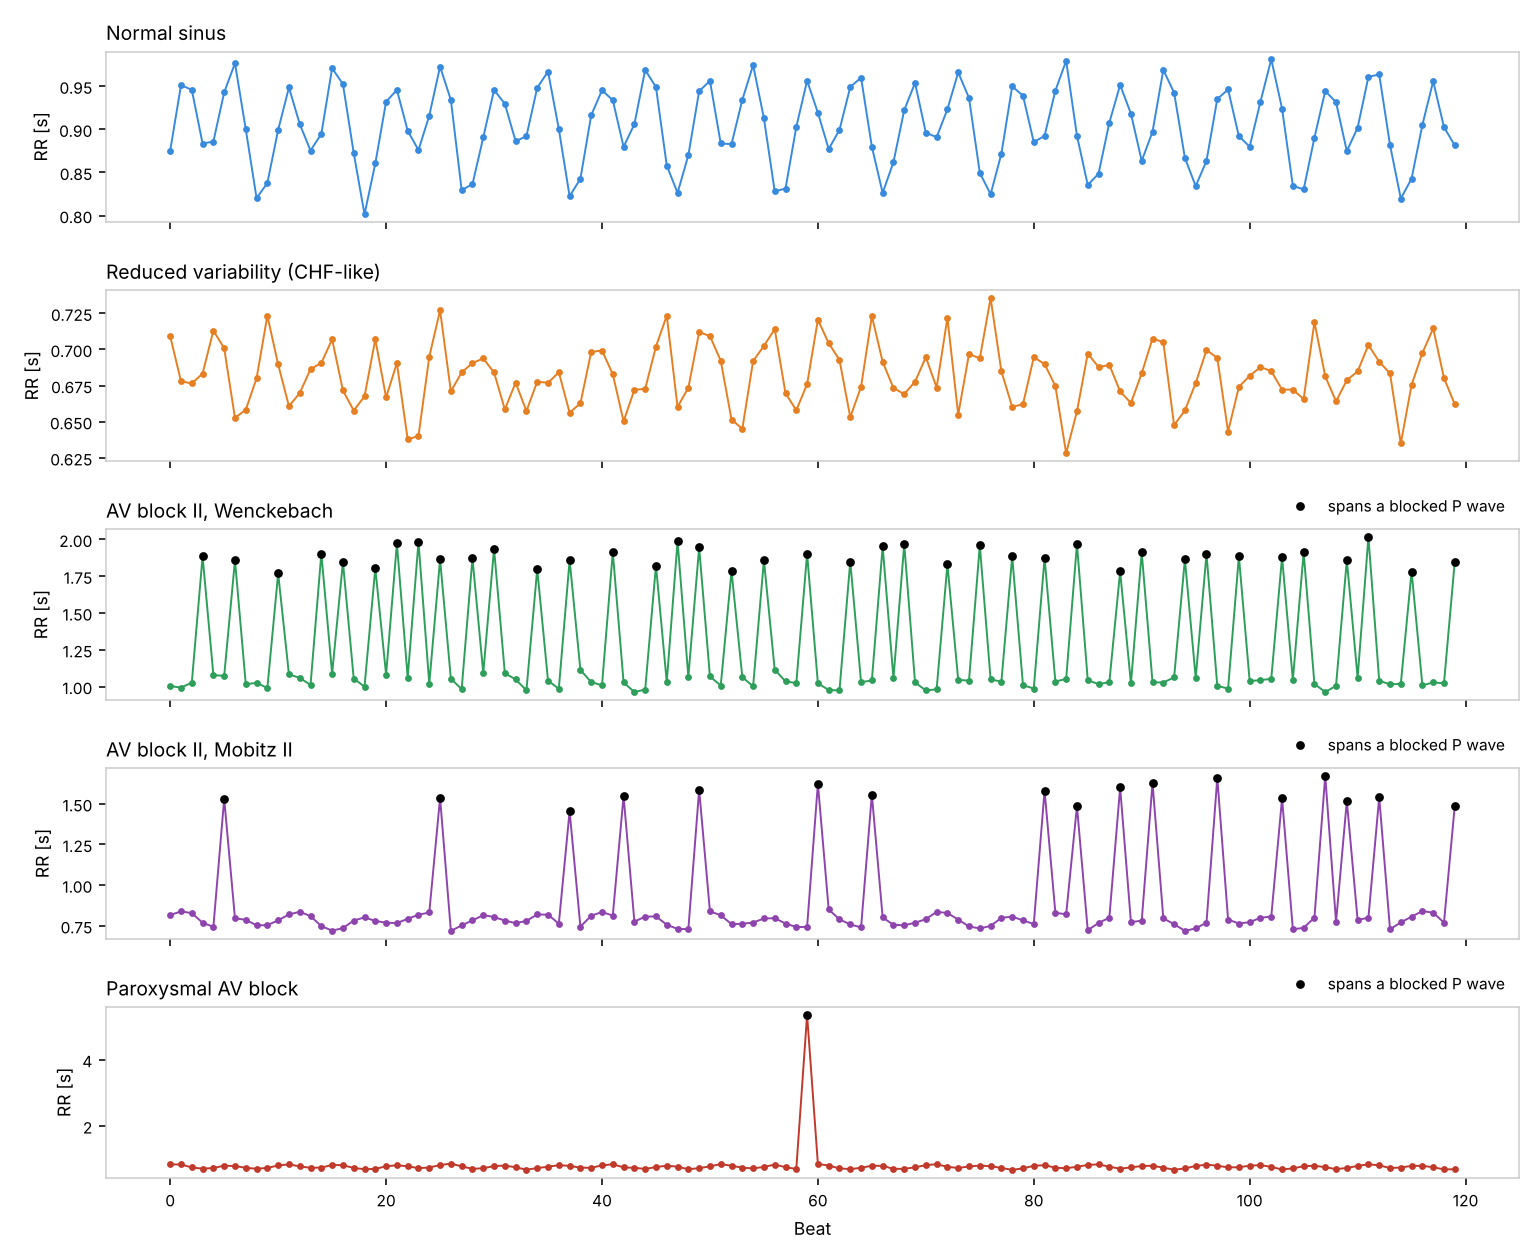 Normal sinus
RR [s]
0.95
0.90
0.85
0.80
Reduced variability (CHF-like)
RR [s]
0.725
0.700
0.675
0.650
0.625
AV block II, Wenckebach
spans a blocked P wave
RR [s]
2.00
1.75
1.50
1.25
1.00
AV block II, Mobitz II
spans a blocked P wave
RR [s]
1.50
1.25
1.00
0.75
Paroxysmal AV block
spans a blocked P wave
RR [s]
4
2
0 20 40 60 80 100 120
Beat